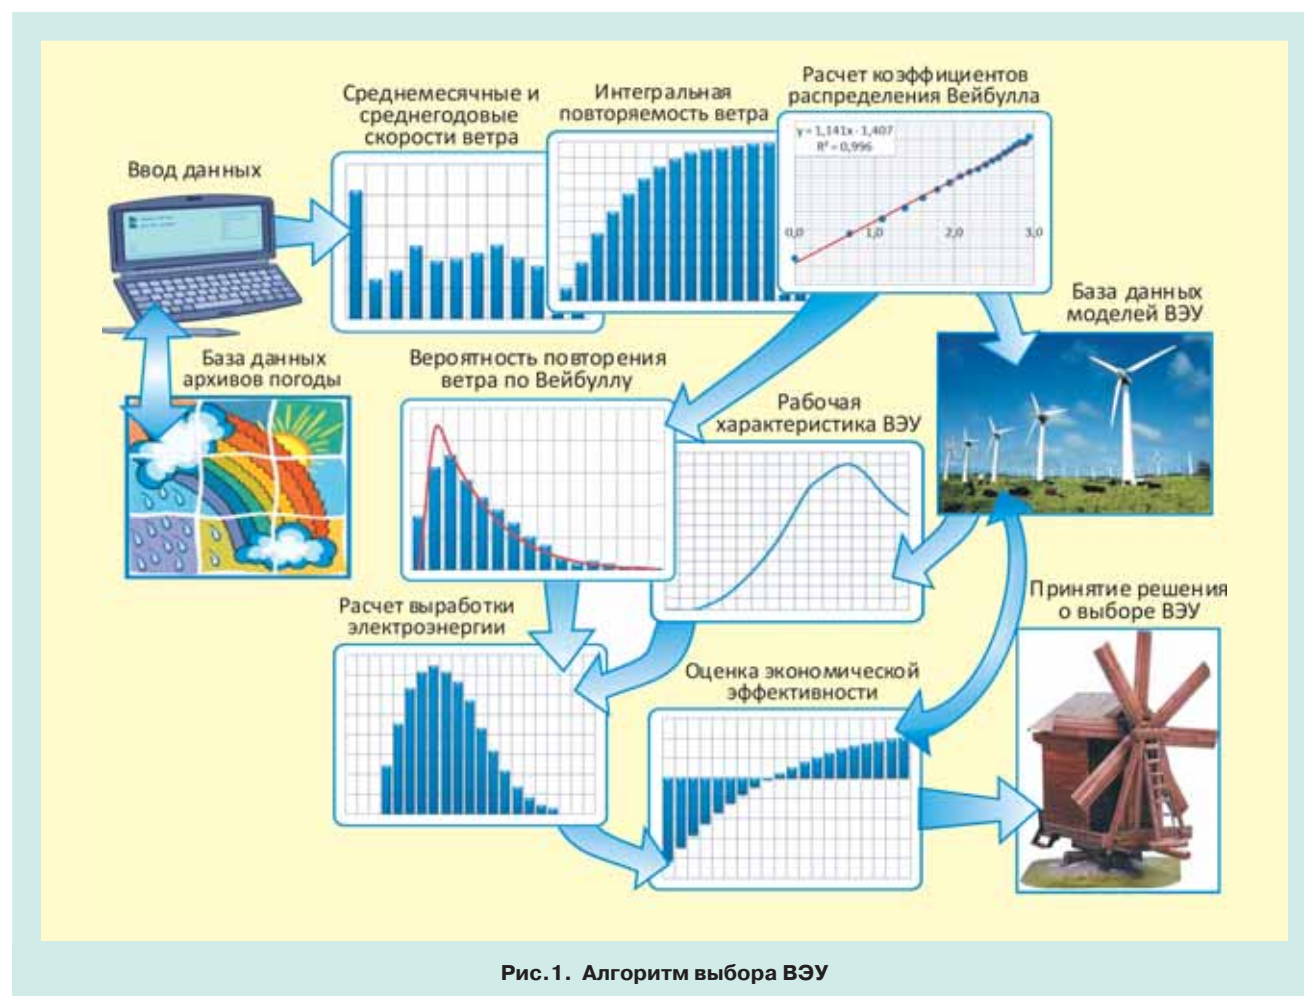 Среднемесячные и
среднегодовые
скорости ветра
Интегральная
повторяемость ветра
Расчет коэффициентов
распределения Вейбулла
y = 1,141x - 1,407
R² = 0,996
0,0
1,0
2,0
3,0
Ввод данных
База данных
архивов погоды
Вероятность повторения
ветра по Вейбуллу
Рабочая
характеристика ВЭУ
База данных
моделей ВЭУ
Расчет выработки
электроэнергии
Оценка экономической
эффективности
Принятие решения
о выборе ВЭУ
Рис.1. Алгоритм выбора ВЭУ